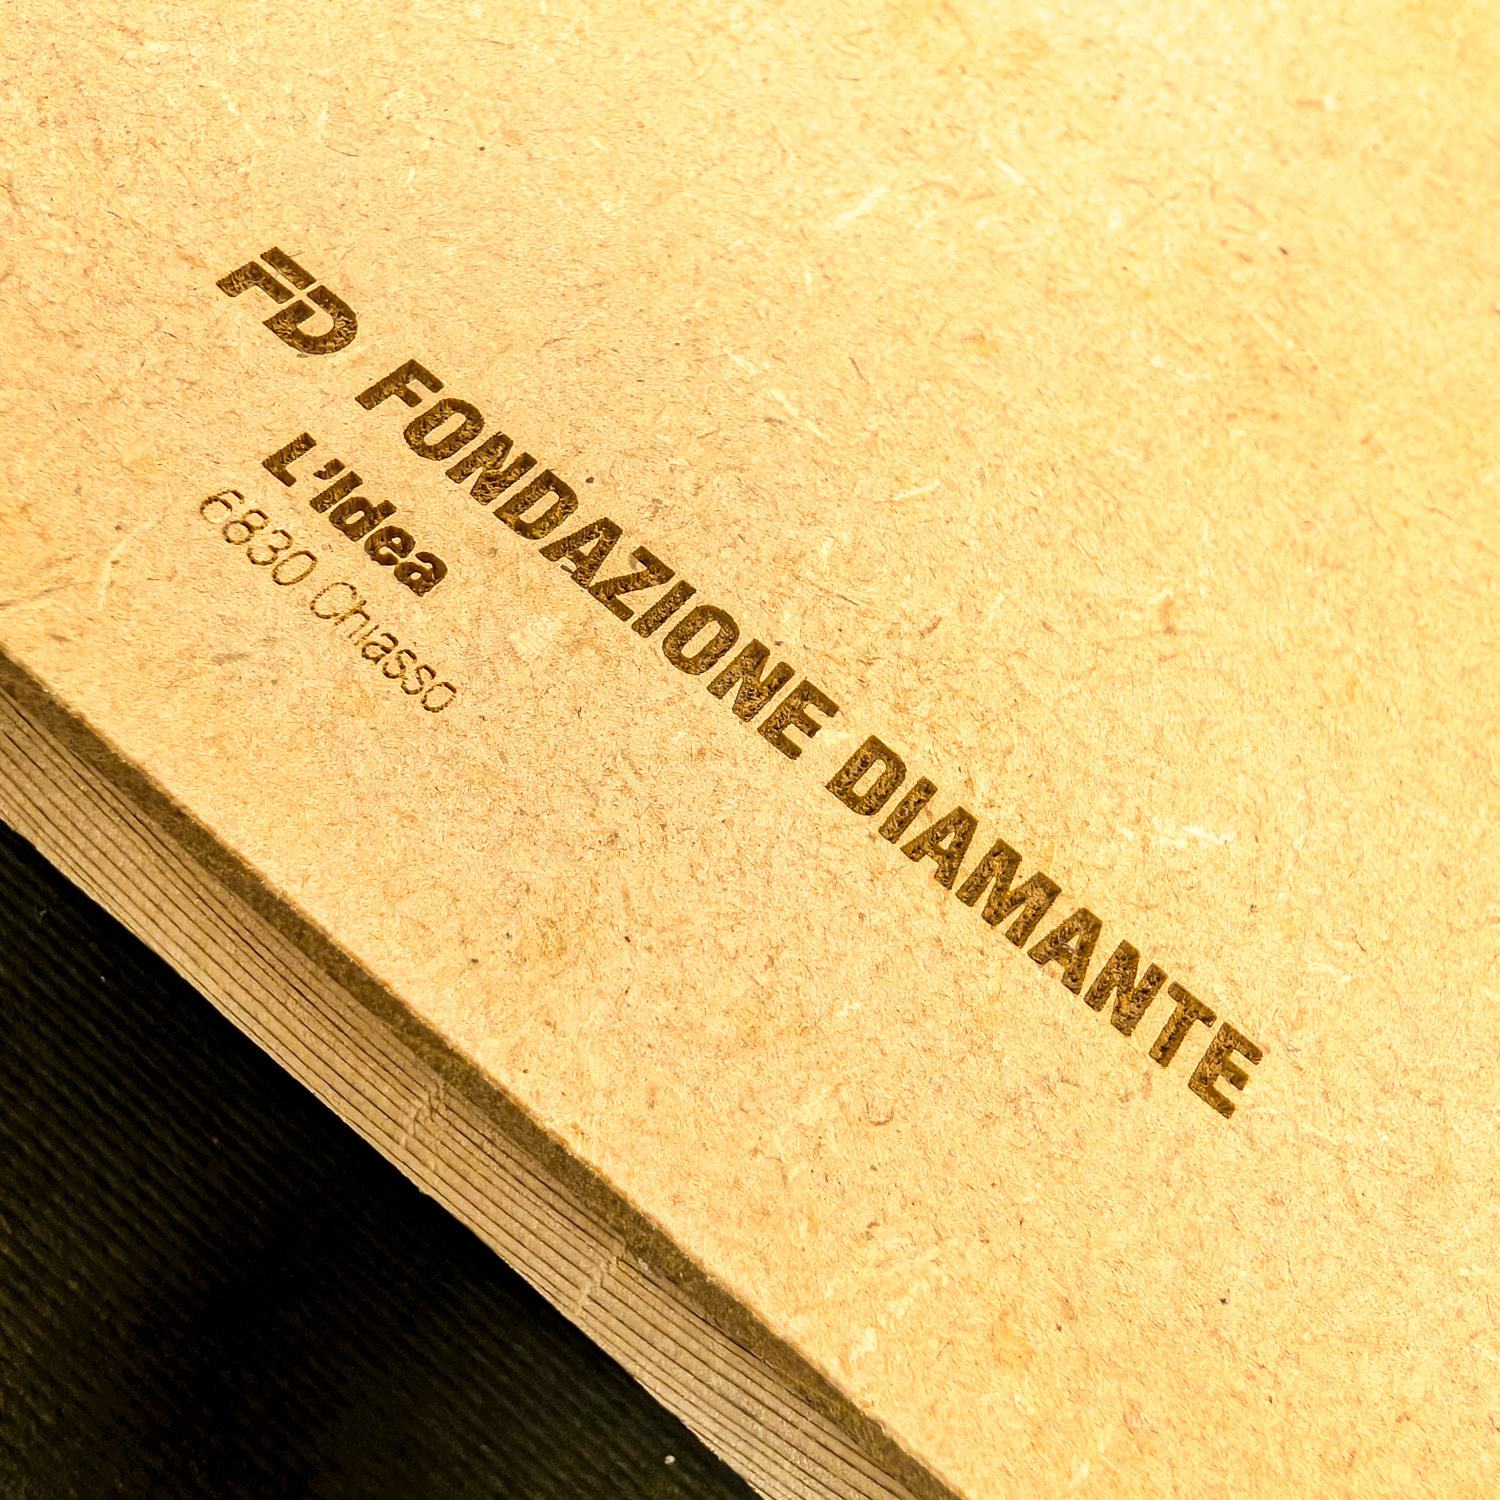 FD FONDAZIONE DIAMANTE
L'Idea
6830 Chiasso